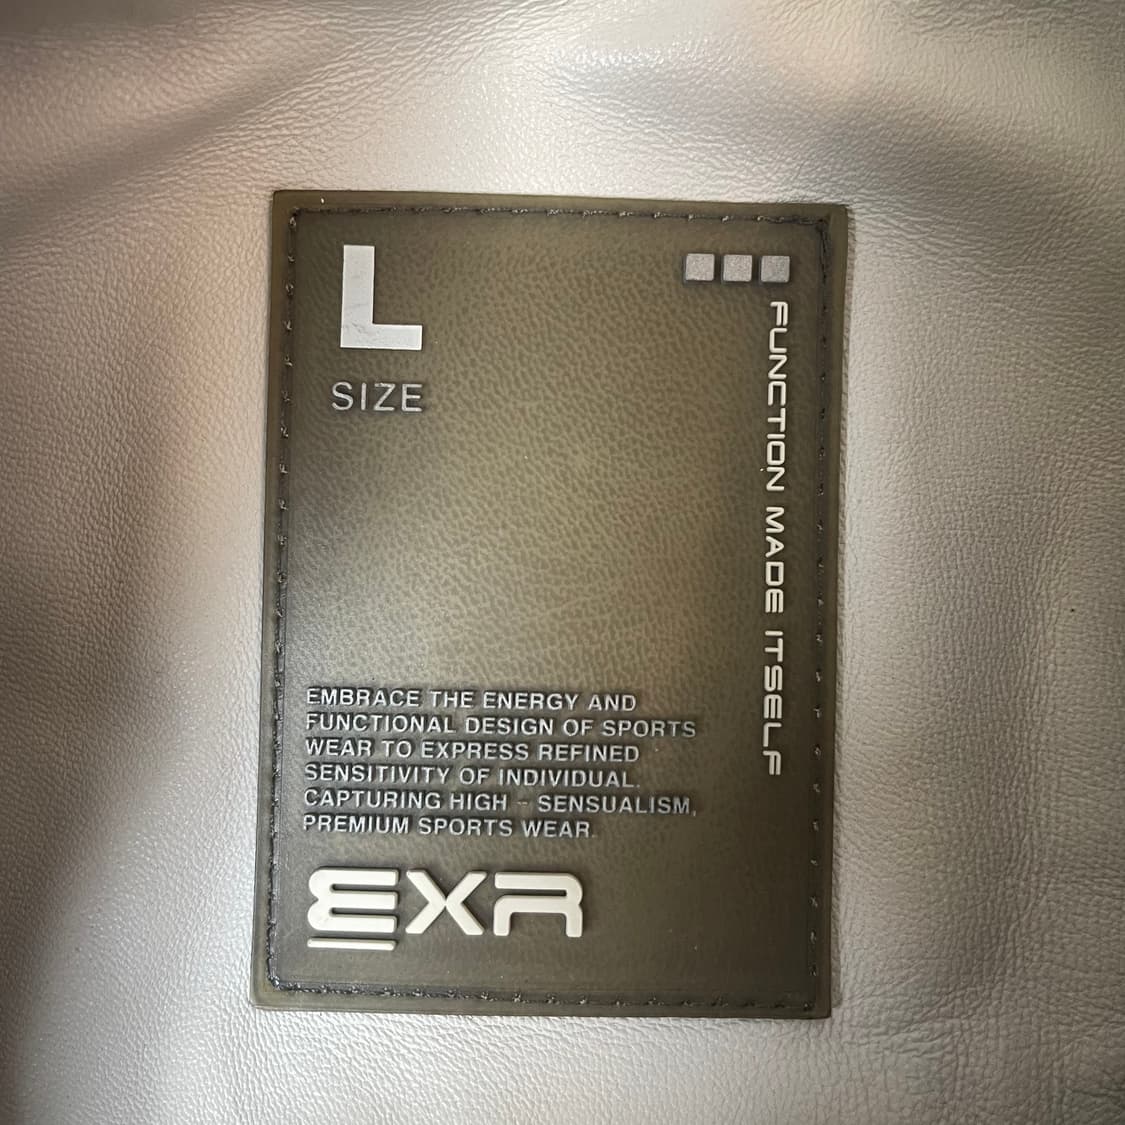 L
SIZE
FUNCTION MADE ITSELF
EMBRACE THE ENERGY AND
FUNCTIONAL DESIGN OF SPORTS
WEAR TO EXPRESS REFINED
SENSITIVITY OF INDIVIDUAL.
CAPTURING HIGH - SENSUALISM,
PREMIUM SPORTS WEAR.
EXR